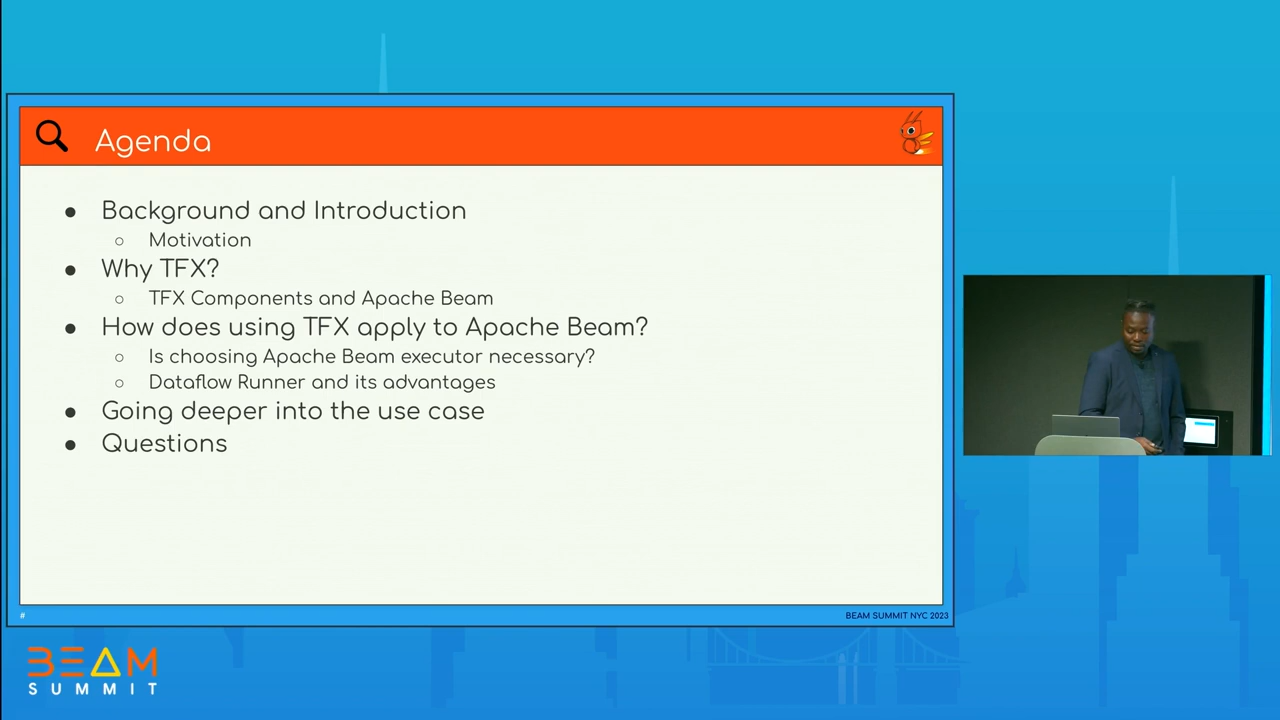 Agenda
● Background and Introduction
○ Motivation
● Why TFX?
○ TFX Components and Apache Beam
● How does using TFX apply to Apache Beam?
○ Is choosing Apache Beam executor necessary?
○ Dataflow Runner and its advantages
● Going deeper into the use case
● Questions
#
BEAM SUMMIT NYC 2023
BEAM
SUMMIT